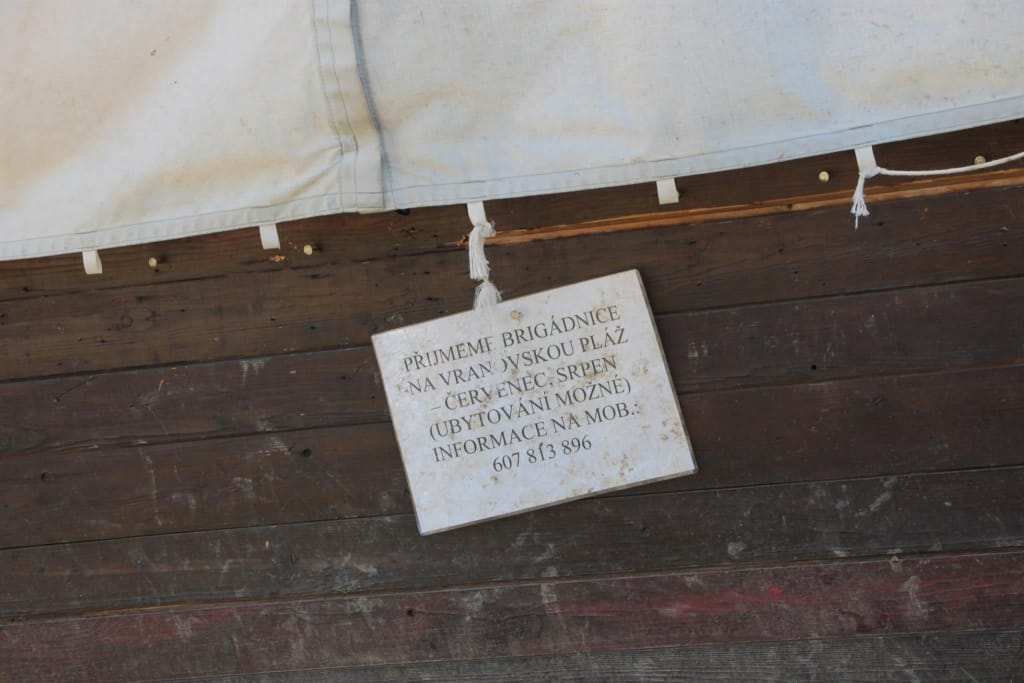 PŘIJMEME BRIGÁDNICE
NA VRANOVSKOU PLÁŽ
– ČERVENEC, SRPEN
(UBYTOVÁNÍ MOŽNÉ)
INFORMACE NA MOB.:
607 813 896